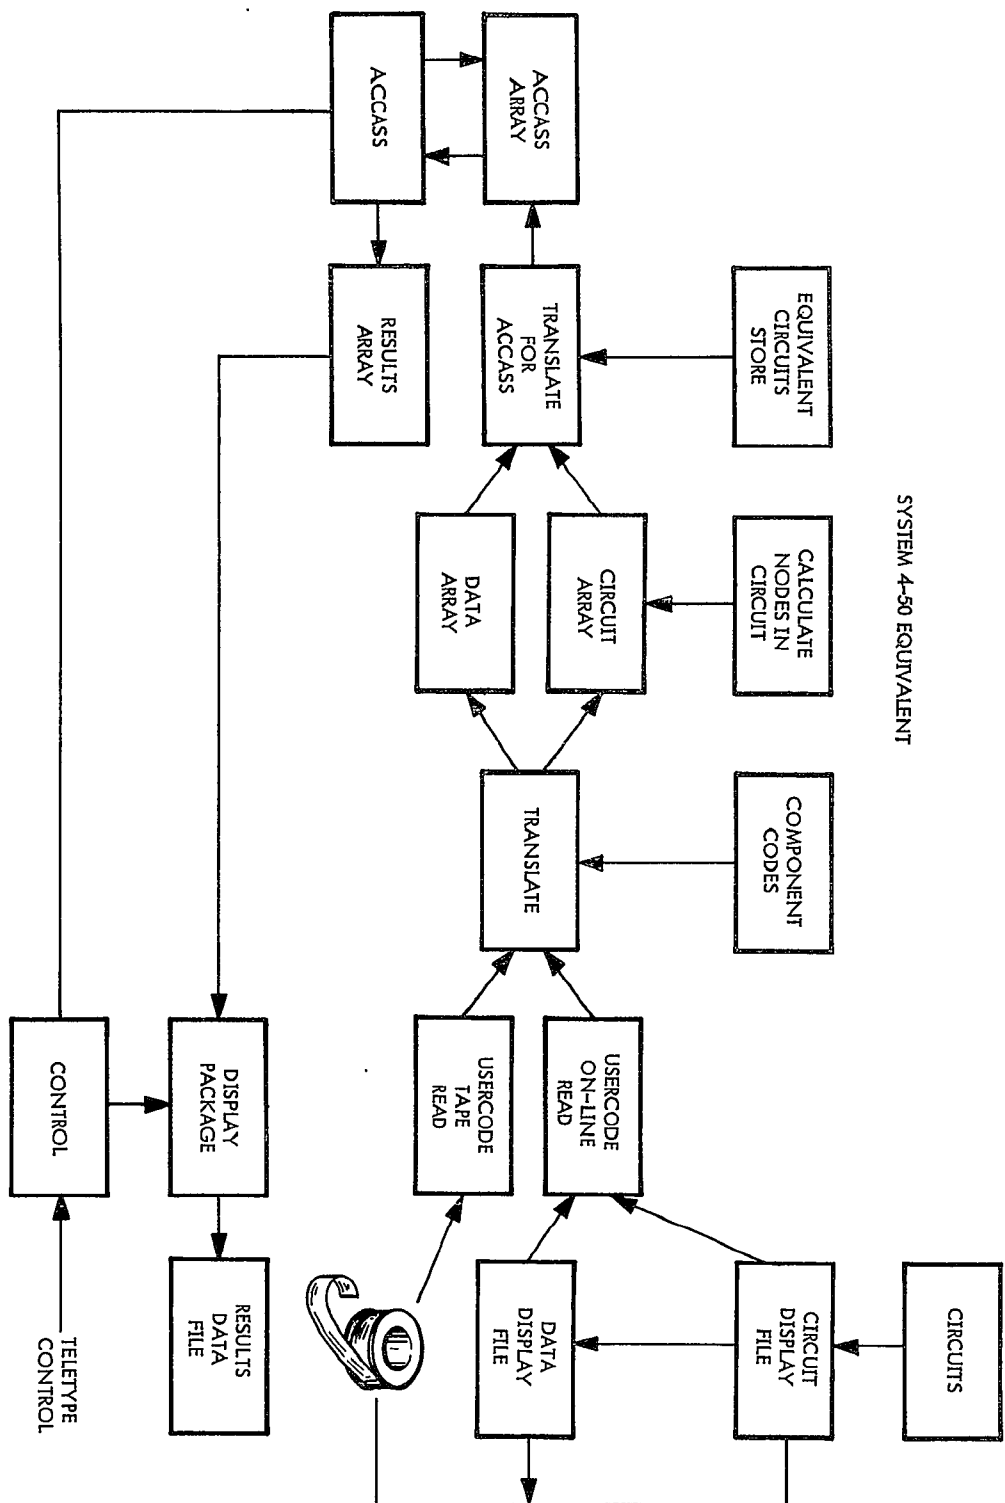 SYSTEM 4-50 EQUIVALENT
CIRCUITS
EQUIVALENT
CIRCUITS
STORE
CALCULATE
NODES IN
CIRCUIT
COMPONENT
CODES
CIRCUIT
DISPLAY
FILE
ACCASS
ARRAY
TRANSLATE
FOR
ACCASS
CIRCUIT
ARRAY
DATA
ARRAY
TRANSLATE
USERCODE
ON-LINE
READ
USERCODE
TAPE
READ
DATA
DISPLAY
FILE
ACCASS
RESULTS
ARRAY
DISPLAY
PACKAGE
RESULTS
DATA
FILE
CONTROL
TELETYPE
CONTROL